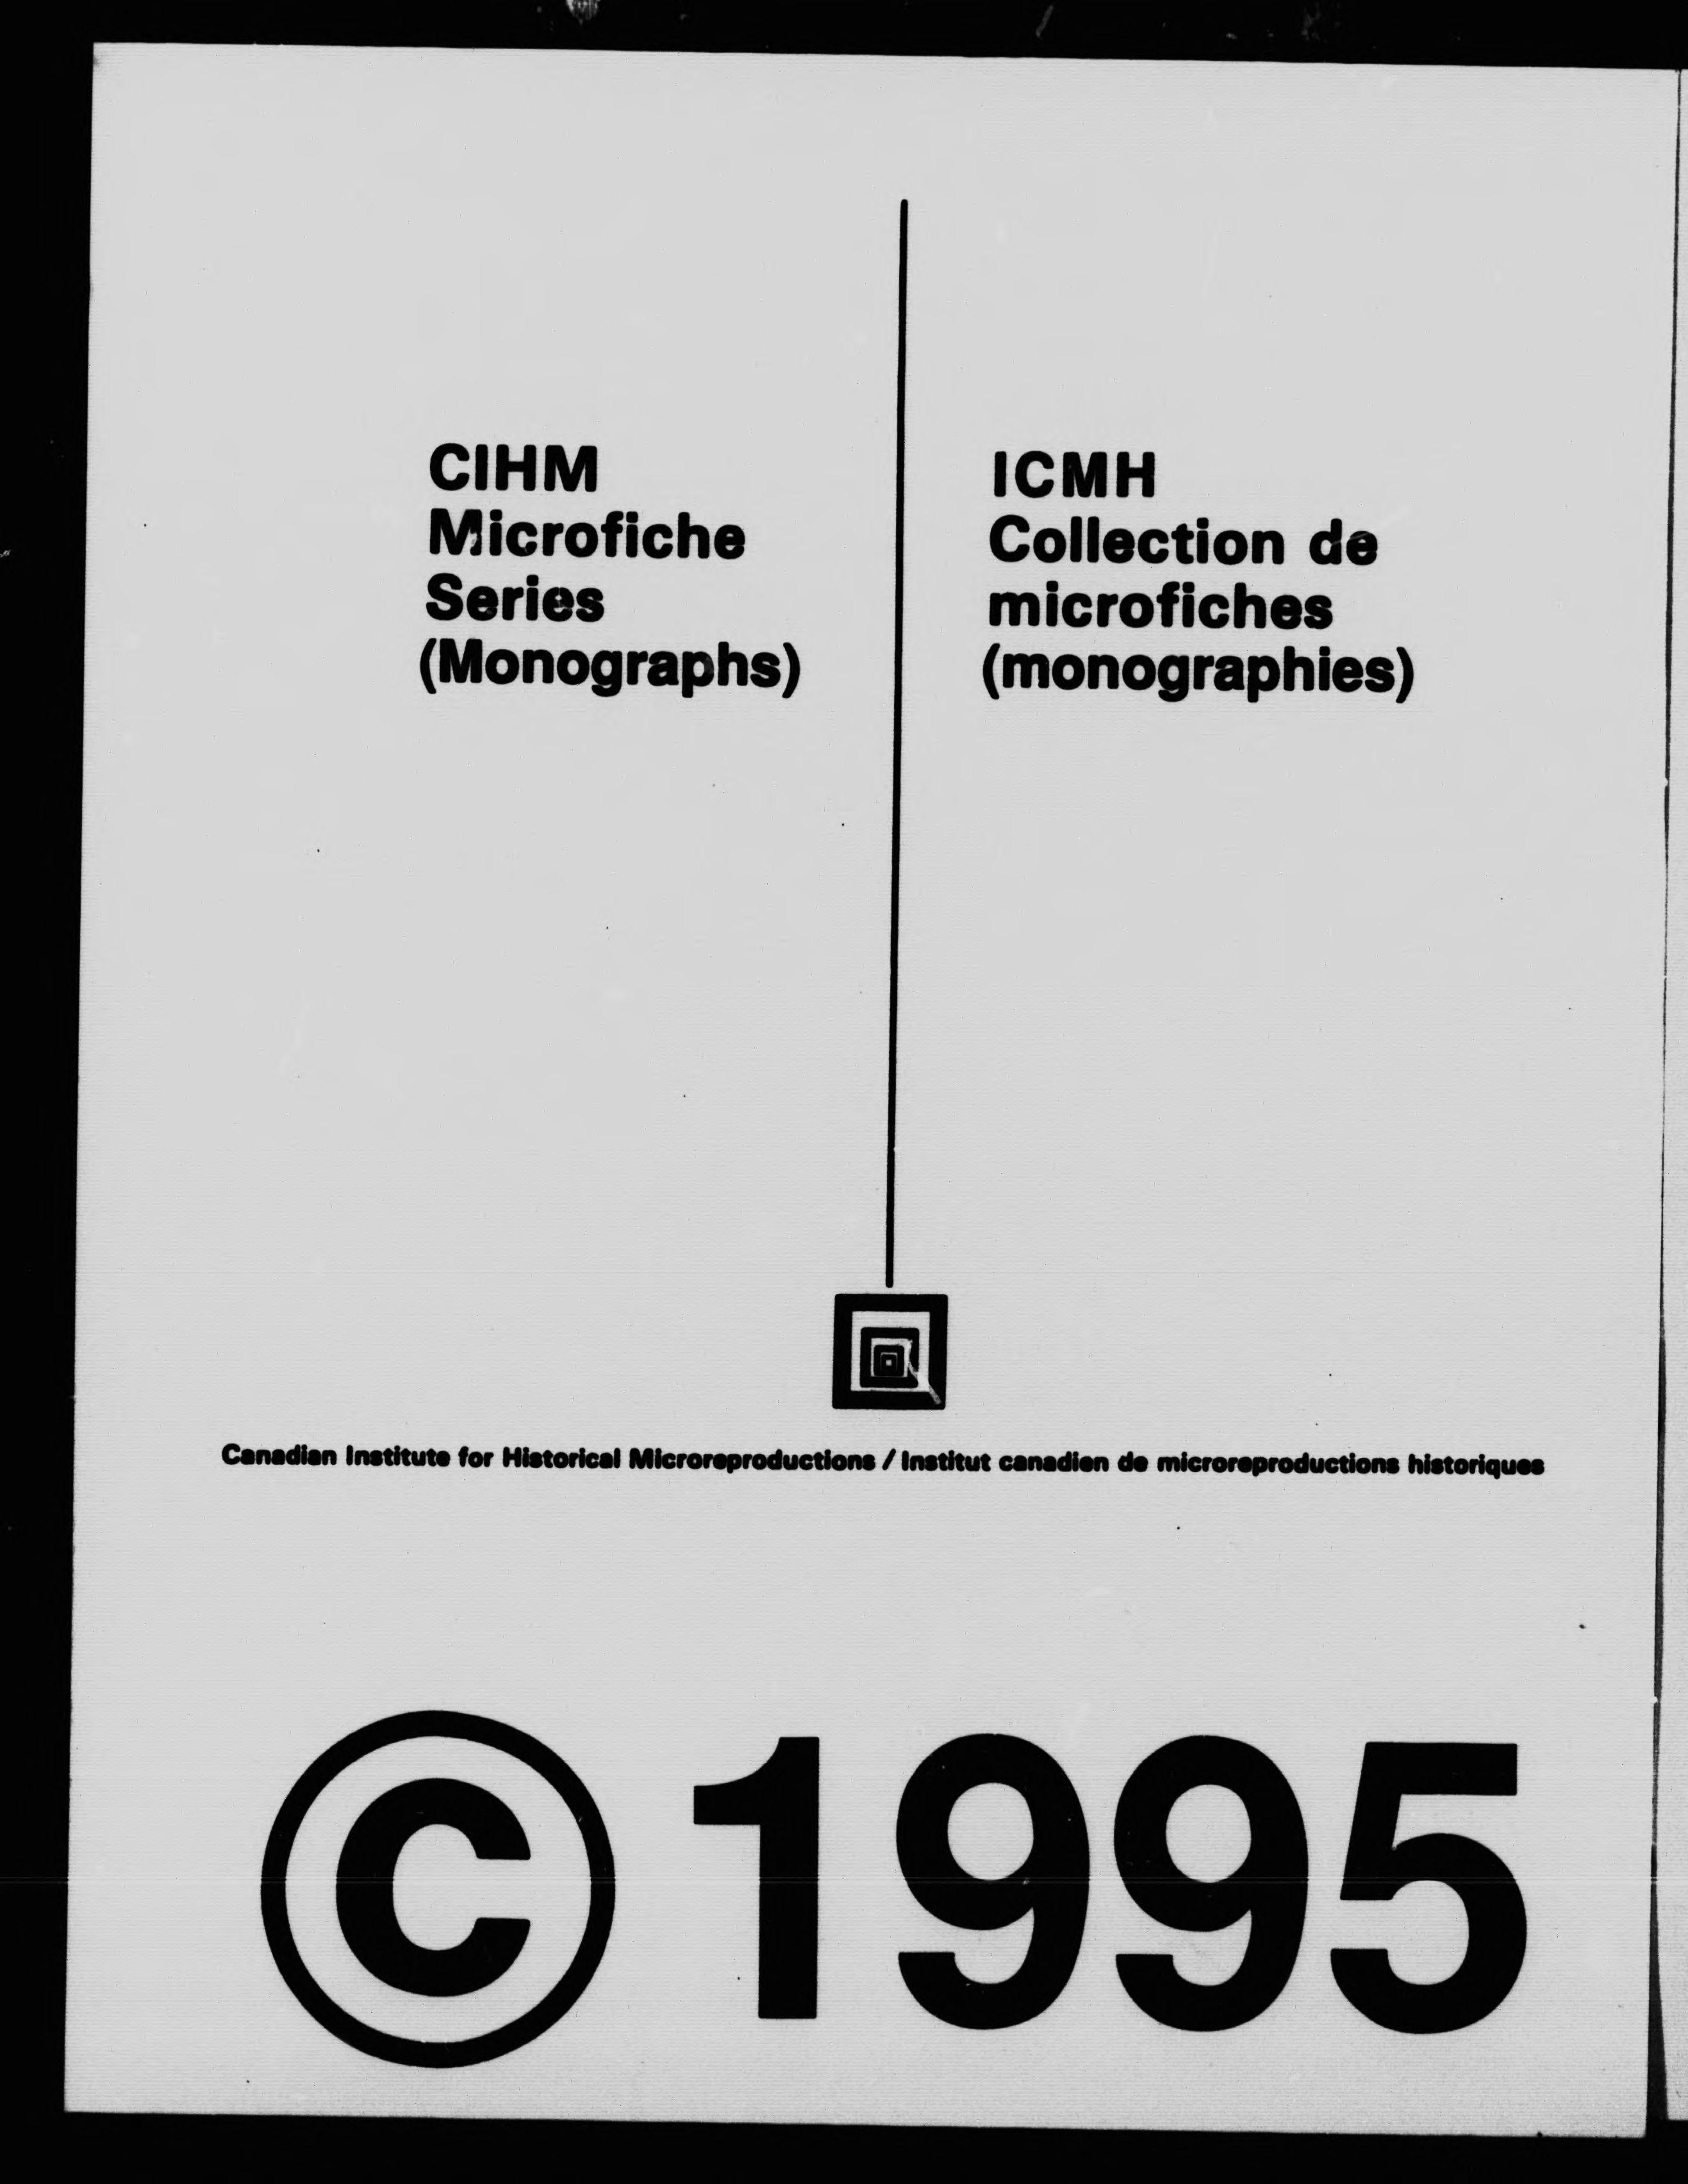 CIHM
Microfiche
Series
(Monographs)
ICMH
Collection de
microfiches
(monographies)
Canadian Institute for Historical Microreproductions / Institut canadien de microreproductions historiques
© 1995